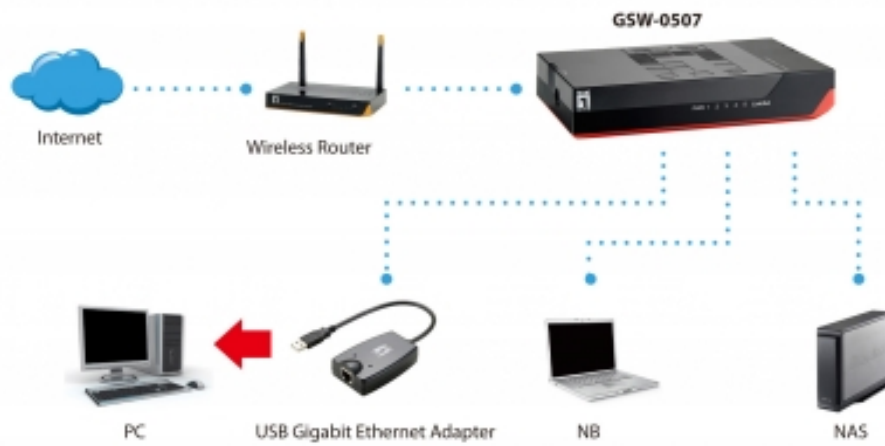 GSW-0507
Internet
Wireless Router
PC
USB Gigabit Ethernet Adapter
NB
NAS